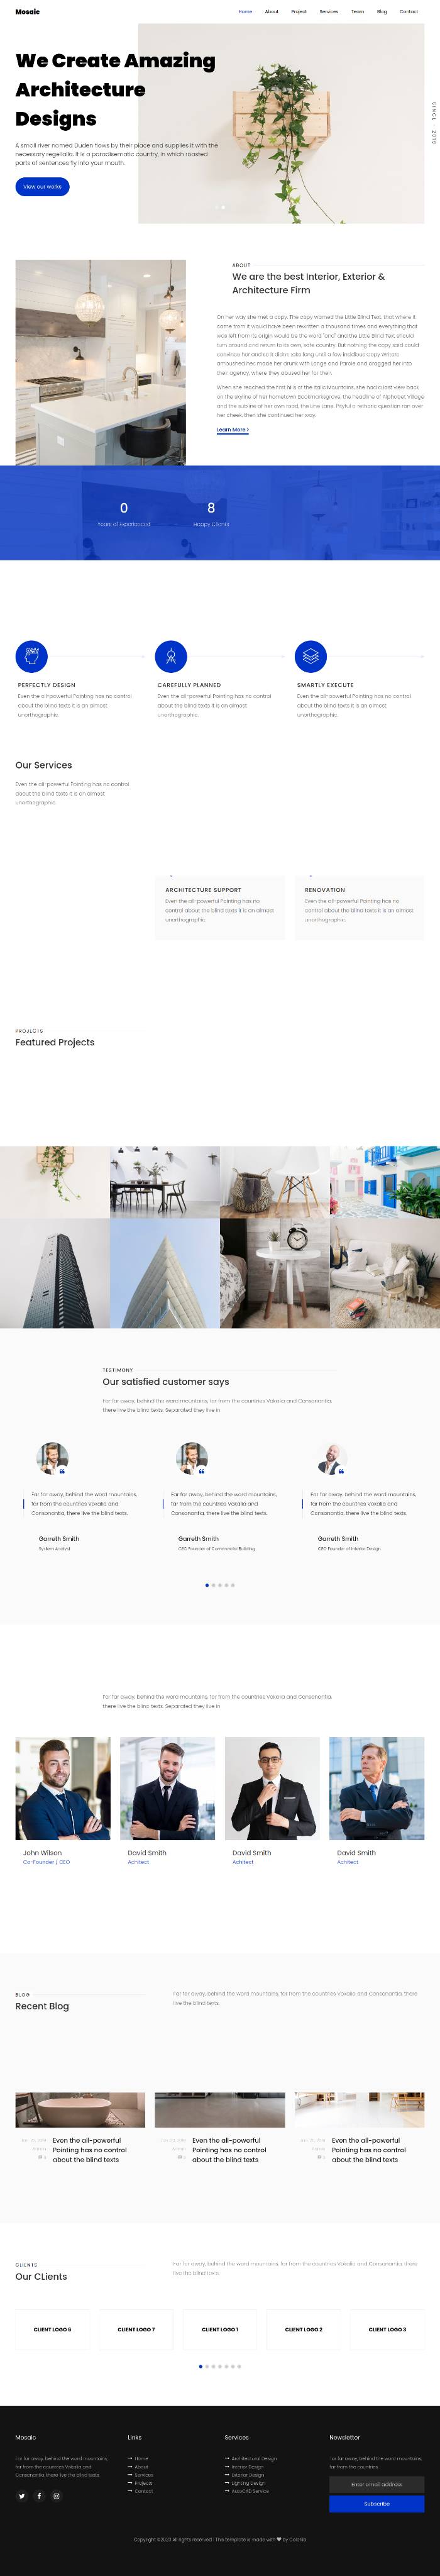 Mosaic
Home About Project Services Team Blog Contact
We Create Amazing
Architecture
Designs
A small river named Duden flows by their place and supplies it with the
necessary regelialia. It is a paradisematic country, in which roasted
parts of sentences fly into your mouth.
View our works
2019
ABOUT
We are the best Interior, Exterior &
Architecture Firm
On her way she met a copy. The copy warned the Little Blind Text, that where it
came from it would have been rewritten a thousand times and everything that
was left from its origin would be the word "and" and the Little Blind Text should
turn around and return to its own, safe country. But nothing the copy said could
convince her and so it didn't take long until a few insidious Copy Writers
ambushed her, made her drunk with Longe and Parole and dragged her into
their agency, where they abused her for their.
When she reached the first hills of the Italic Mountains, she had a last view back
on the skyline of her hometown Bookmarksgrove, the headline of Alphabet Village
and the subline of her own road, the Line Lane. Pityful a rethoric question ran over
her cheek, then she continued her way.
Learn More
0
8
Years of Experienced
Happy Clients
PERFECTLY DESIGN
Even the all-powerful Pointing has no control
about the blind texts it is an almost
unorthographic.
CAREFULLY PLANNED
Even the all-powerful Pointing has no control
about the blind texts it is an almost
unorthographic.
SMARTLY EXECUTE
Even the all-powerful Pointing has no control
about the blind texts it is an almost
unorthographic.
Our Services
Even the all-powerful Pointing has no control
about the blind texts it is an almost
unorthographic.
ARCHITECTURE SUPPORT
Even the all-powerful Pointing has no
control about the blind texts it is an almost
unorthographic.
RENOVATION
Even the all-powerful Pointing has no
control about the blind texts it is an almost
unorthographic.
PROJECTS
Featured Projects
TESTIMONY
Our satisfied customer says
Far far away, behind the word mountains, far from the countries Vokalia and Consonantia,
there live the blind texts. Separated they live in
Far far away, behind the word mountains,
far from the countries Vokalia and
Consonantia, there live the blind texts.
Garreth Smith
System Analyst
Far far away, behind the word mountains,
far from the countries Vokalia and
Consonantia, there live the blind texts.
Garreth Smith
CEO Founder of Commercial Building
Far far away, behind the word mountains,
far from the countries Vokalia and
Consonantia, there live the blind texts.
Garreth Smith
CEO Founder of Interior Design
Far far away, behind the word mountains, far from the countries Vokalia and Consonantia,
there live the blind texts. Separated they live in
John Wilson
Co-Founder / CEO
David Smith
Achitect
David Smith
Achitect
David Smith
Achitect
BLOG
Recent Blog
Far far away, behind the word mountains, far from the countries Vokalia and Consonantia, there
live the blind texts.
Even the all-powerful
Pointing has no control
about the blind texts
Even the all-powerful
Pointing has no control
about the blind texts
Even the all-powerful
Pointing has no control
about the blind texts
CLIENTS
Our CLients
Far far away, behind the word mountains, far from the countries Vokalia and Consonantia, there
live the blind texts.
CLIENT LOGO 6
CLIENT LOGO 7
CLIENT LOGO 1
CLIENT LOGO 2
CLIENT LOGO 3
Mosaic
Far far away, behind the word mountains,
far from the countries Vokalia and
Consonantia, there live the blind texts.
Links
Home
About
Services
Projects
Contact
Services
Architectural Design
Interior Design
Exterior Design
Lighting Design
AutoCAD Service
Newsletter
Far far away, behind the word mountains,
far from the countries.
Enter email address
Subscribe
Copyright ©2023 All rights reserved | This template is made with ♥ by Colorlib